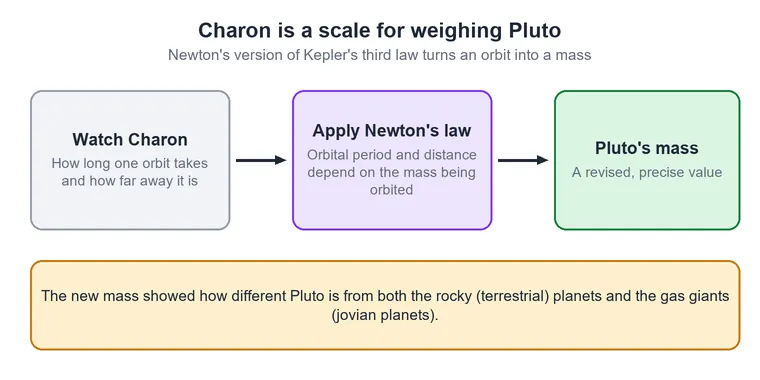 Charon is a scale for weighing Pluto
Newton's version of Kepler's third law turns an orbit into a mass
Watch Charon
How long one orbit takes
and how far away it is
Apply Newton's law
Orbital period and distance
depend on the mass being
orbited
Pluto's mass
A revised, precise value
The new mass showed how different Pluto is from both the rocky (terrestrial) planets and the gas giants
(jovian planets).